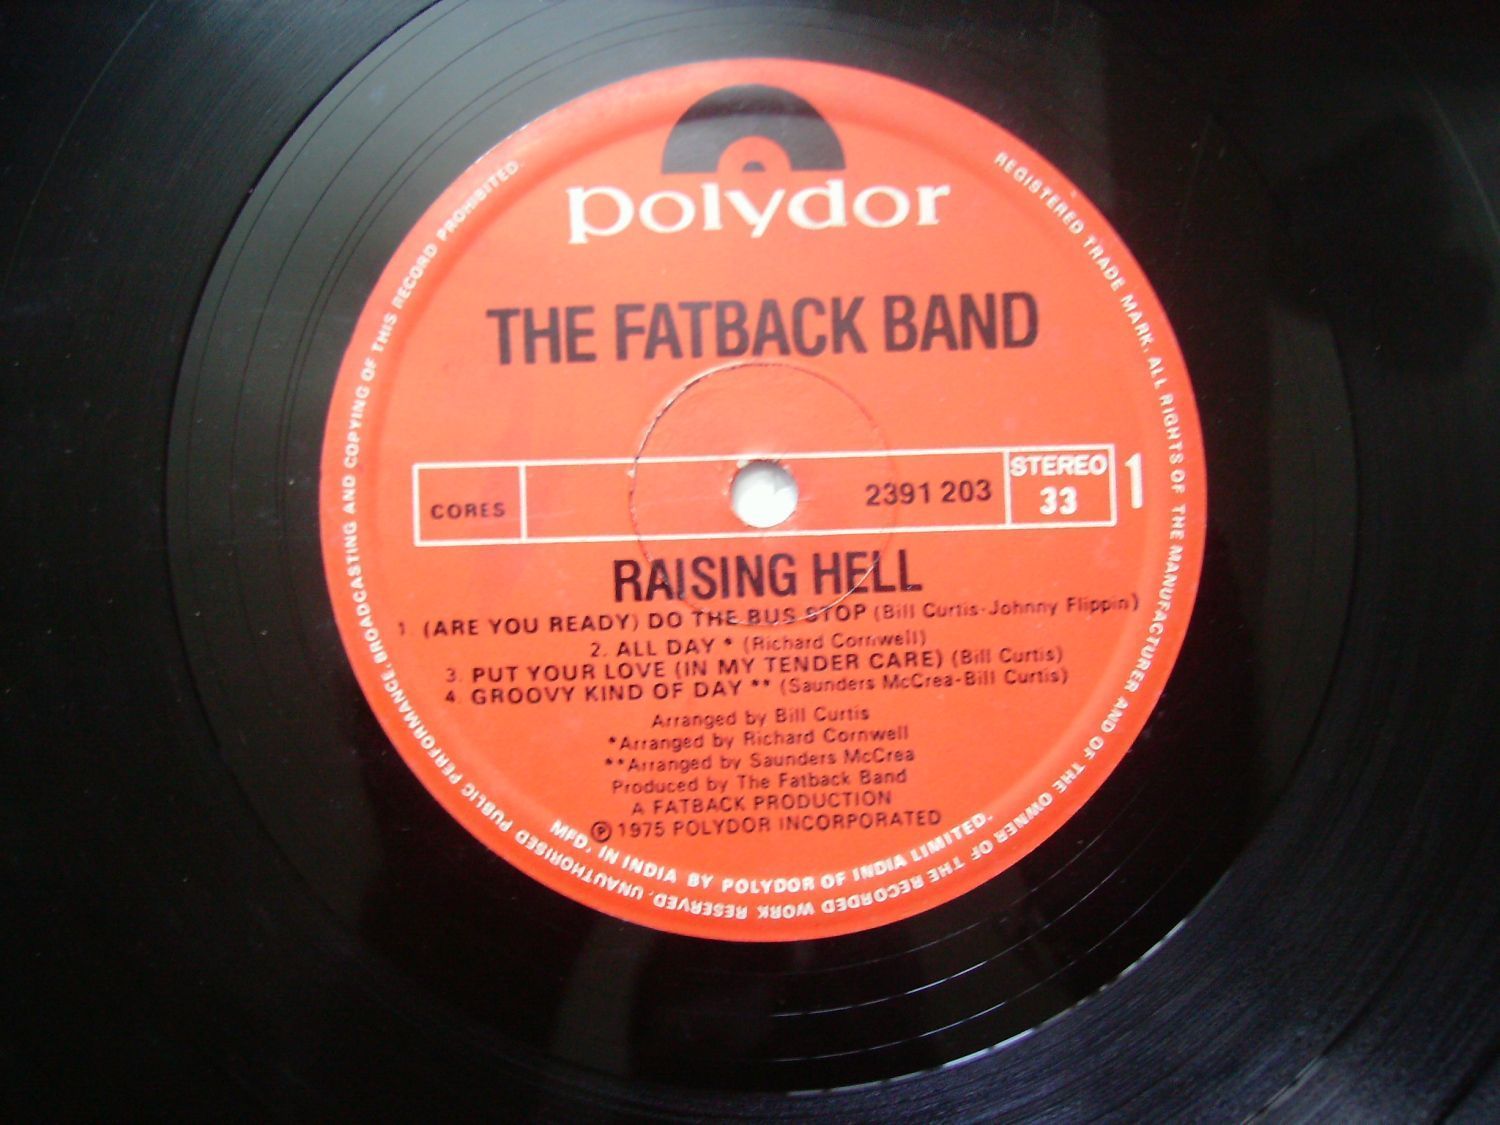 polydor
THE FATBACK BAND
CORES
2391 203
STEREO
33
1
RAISING HELL
1. (ARE YOU READY) DO THE BUS STOP (Bill Curtis-Johnny Flippin)
2. ALL DAY * (Richard Cornwell)
3. PUT YOUR LOVE (IN MY TENDER CARE) (Bill Curtis)
4. GROOVY KIND OF DAY ** (Saunders McCrea-Bill Curtis)
Arranged by Bill Curtis
*Arranged by Richard Cornwell
**Arranged by Saunders McCrea
Produced by The Fatback Band
A FATBACK PRODUCTION
℗ 1975 POLYDOR INCORPORATED
MFD. IN INDIA BY POLYDOR OF INDIA LIMITED.
REGISTERED TRADE MARK. ALL RIGHTS OF THE MANUFACTURER AND OF THE OWNER OF THE RECORDED WORK RESERVED. UNAUTHORISED PUBLIC PERFORMANCE, BROADCASTING AND COPYING OF THIS RECORD PROHIBITED.